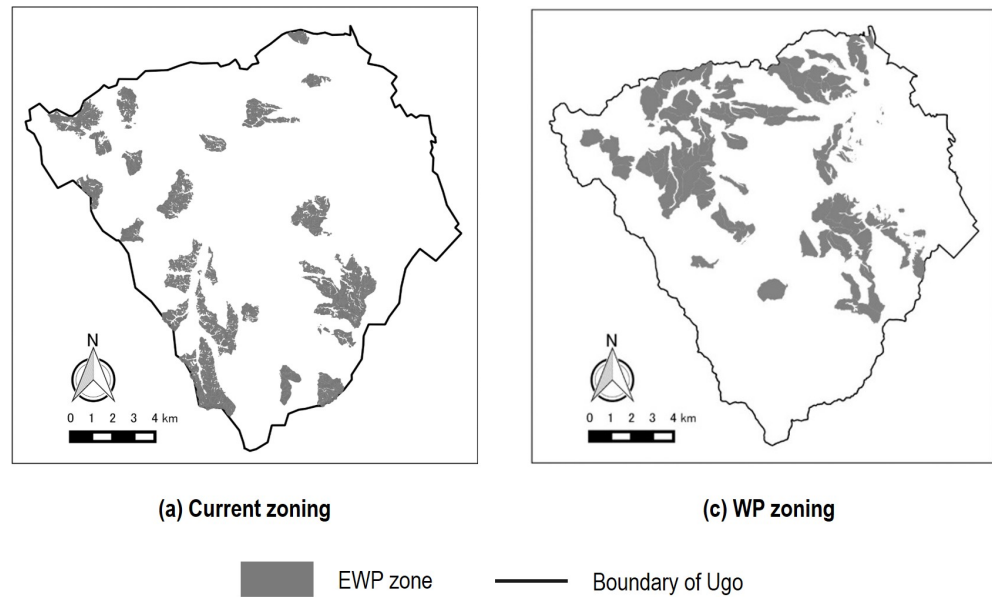 N
0 1 2 3 4 km
N
0 1 2 3 4 km
(a) Current zoning
(c) WP zoning
EWP zone
Boundary of Ugo